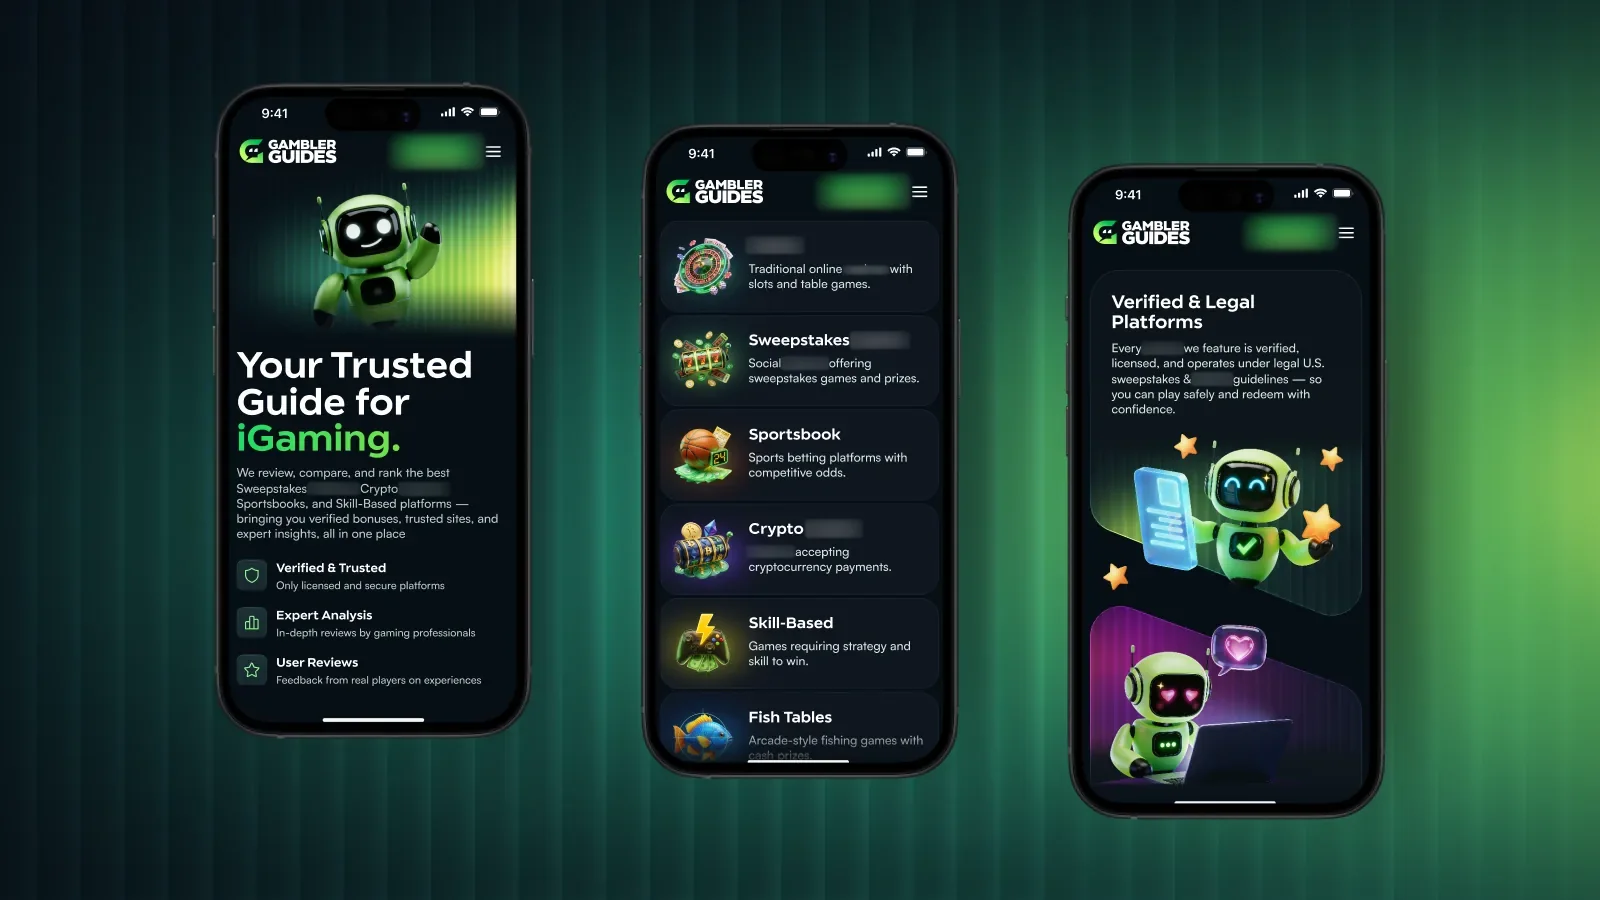 9:41
GAMBLER
GUIDES
Your Trusted
Guide for
iGaming.
We review, compare, and rank the best
Sweepstakes Crypto
Sportsbooks, and Skill-Based platforms —
bringing you verified bonuses, trusted sites, and
expert insights, all in one place
Verified & Trusted
Only licensed and secure platforms
Expert Analysis
In-depth reviews by gaming professionals
User Reviews
Feedback from real players on experiences
9:41
GAMBLER
GUIDES
Traditional online with
slots and table games.
Sweepstakes
Social offering
sweepstakes games and prizes.
Sportsbook
Sports betting platforms with
competitive odds.
24
Crypto
accepting
cryptocurrency payments.
Skill-Based
Games requiring strategy and
skill to win.
Fish Tables
Arcade-style fishing games with
cash prizes.
9:41
GAMBLER
GUIDES
Verified & Legal
Platforms
Every we feature is verified,
licensed, and operates under legal U.S.
sweepstakes & guidelines — so
you can play safely and redeem with
confidence.